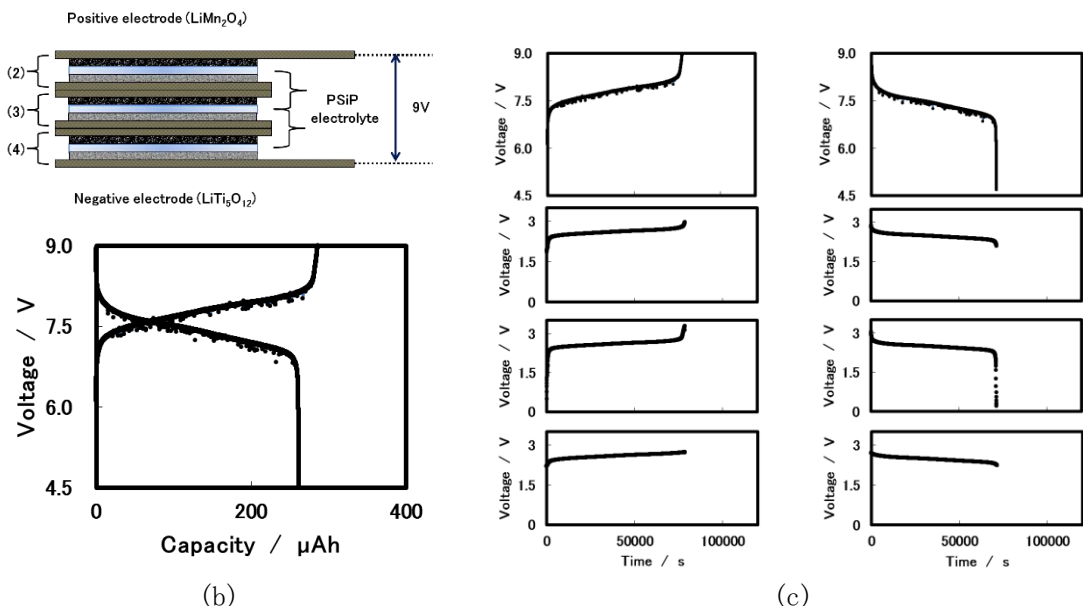 Positive electrode (LiMn₂O₄)
(2)
(3)
(4)
PSiP
electrolyte
9V
Negative electrode (LiTi₅O₁₂)
Voltage / V
9.0
7.5
6.0
4.5
0
200
400
Capacity / μAh
(b)
Voltage / V
9.0
7.5
6.0
4.5
Voltage / V
3
1.5
0
Voltage / V
3
1.5
0
Voltage / V
3
1.5
0
0
50000
100000
Time / s
Voltage / V
9.0
7.5
6.0
4.5
Voltage / V
3
1.5
0
Voltage / V
3
1.5
0
Voltage / V
3
1.5
0
0
50000
100000
Time / s
(c)